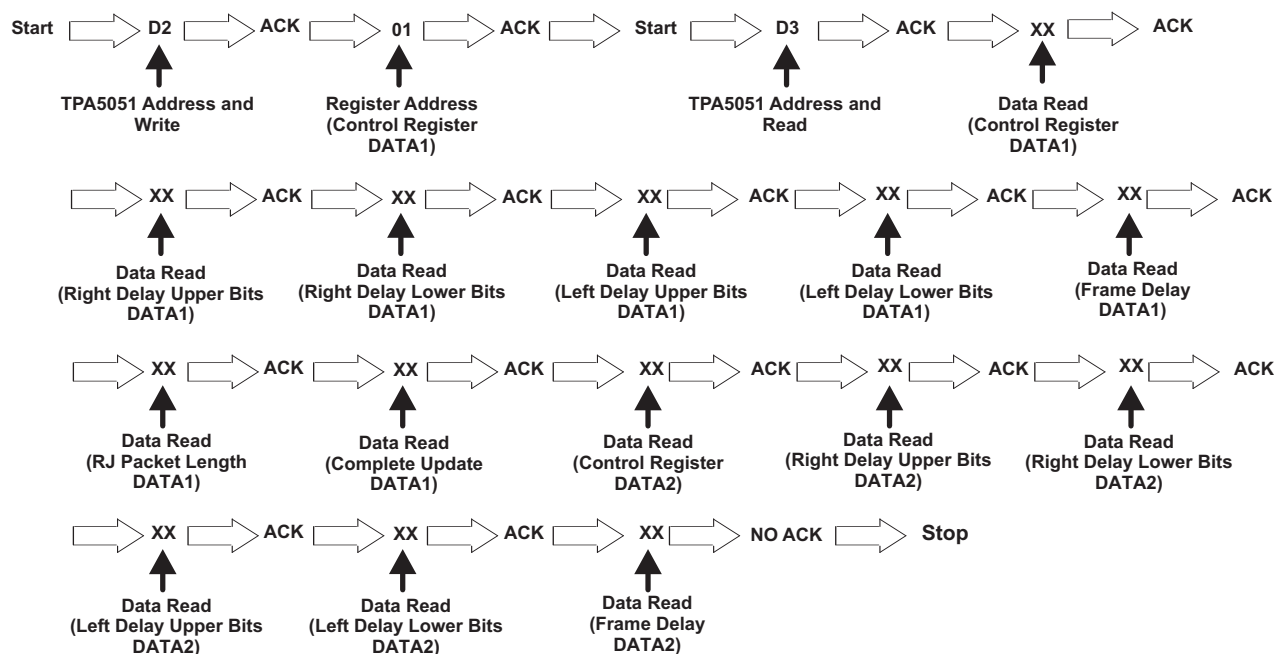 Start D2 ACK 01 ACK Start D3 ACK XX ACK
TPA5051 Address and
Write
Register Address
(Control Register
DATA1)
TPA5051 Address and
Read
Data Read
(Control Register
DATA1)
XX ACK XX ACK XX ACK XX ACK XX ACK
Data Read
(Right Delay Upper Bits
DATA1)
Data Read
(Right Delay Lower Bits
DATA1)
Data Read
(Left Delay Upper Bits
DATA1)
Data Read
(Left Delay Lower Bits
DATA1)
Data Read
(Frame Delay
DATA1)
XX ACK XX ACK XX ACK XX ACK XX ACK
Data Read
(RJ Packet Length
DATA1)
Data Read
(Complete Update
DATA1)
Data Read
(Control Register
DATA2)
Data Read
(Right Delay Upper Bits
DATA2)
Data Read
(Right Delay Lower Bits
DATA2)
XX ACK XX ACK XX NO ACK Stop
Data Read
(Left Delay Upper Bits
DATA2)
Data Read
(Left Delay Lower Bits
DATA2)
Data Read
(Frame Delay
DATA2)